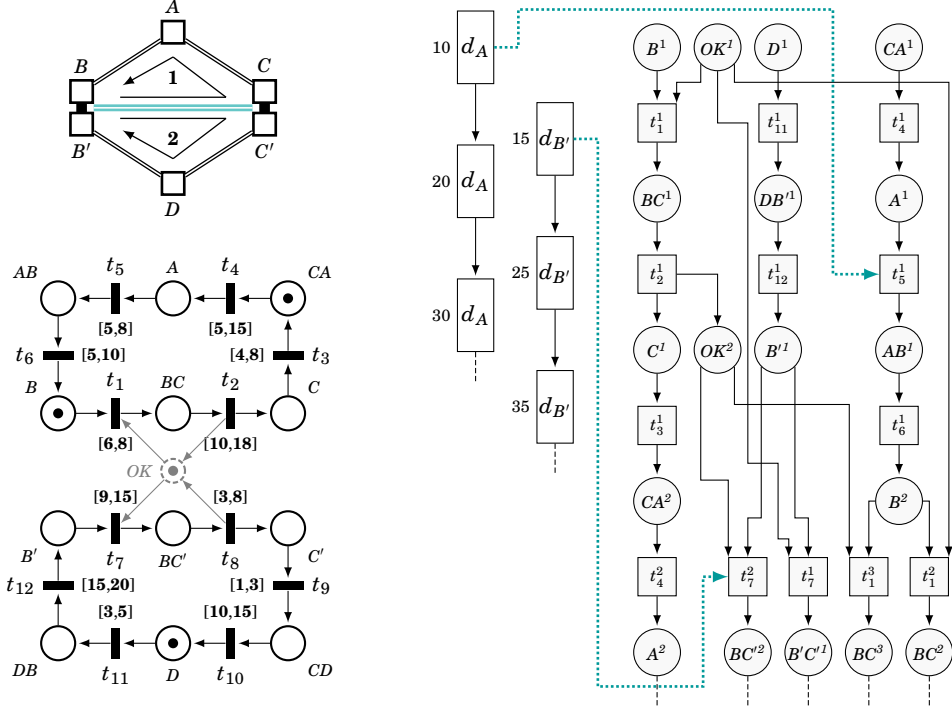 A
B
C
1
2
B′
C′
D
AB
t5
A
t4
CA
[5,8]
[5,15]
t6
[5,10]
[4,8]
t3
B
t1
BC
t2
C
[6,8]
[10,18]
OK
[9,15]
[3,8]
B′
t7
BC′
t8
C′
t12
[15,20]
[1,3]
t9
[3,5]
[10,15]
DB
t11
D
t10
CD
10 dA
20 dA
30 dA
15 dB′
25 dB′
35 dB′
B¹ OK¹ D¹ CA¹
t¹1 t¹11 t¹4
BC¹ DB′¹ A¹
t¹2 t¹12 t¹5
C¹ OK² B′¹ AB¹
t¹3 t¹6
CA² B²
t²4 t²7 t¹7 t³1 t²1
A² BC′² B′C′¹ BC³ BC²